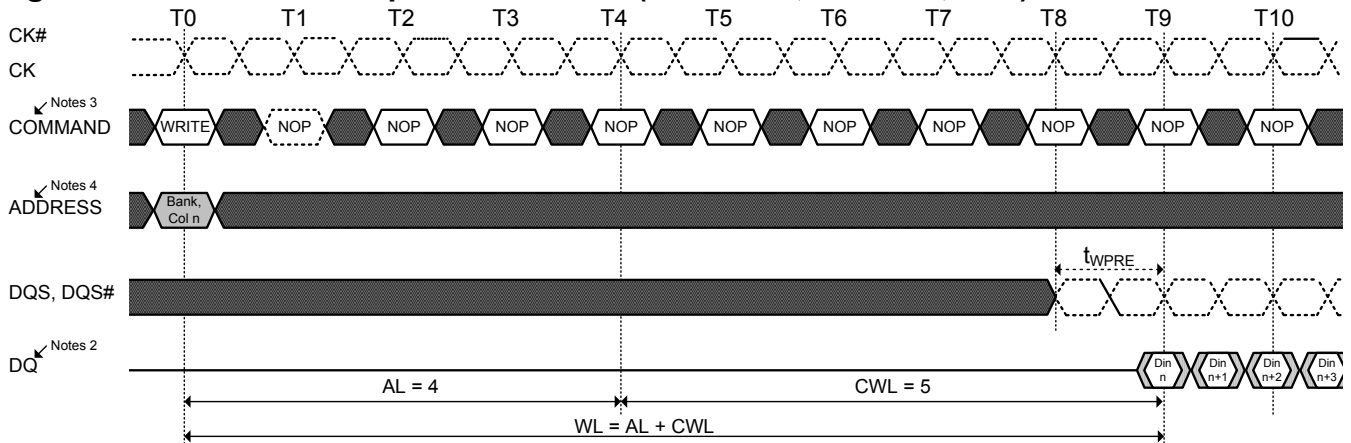 T0 T1 T2 T3 T4 T5 T6 T7 T8 T9 T10
CK#
CK
Notes 3
COMMAND WRITE NOP NOP NOP NOP NOP NOP NOP NOP NOP NOP
Notes 4
ADDRESS
Bank,
Col n
tWPRE
DQS, DQS#
Notes 2
DQ
Din
n
Din
n+1
Din
n+2
Din
n+3
AL = 4 CWL = 5
WL = AL + CWL